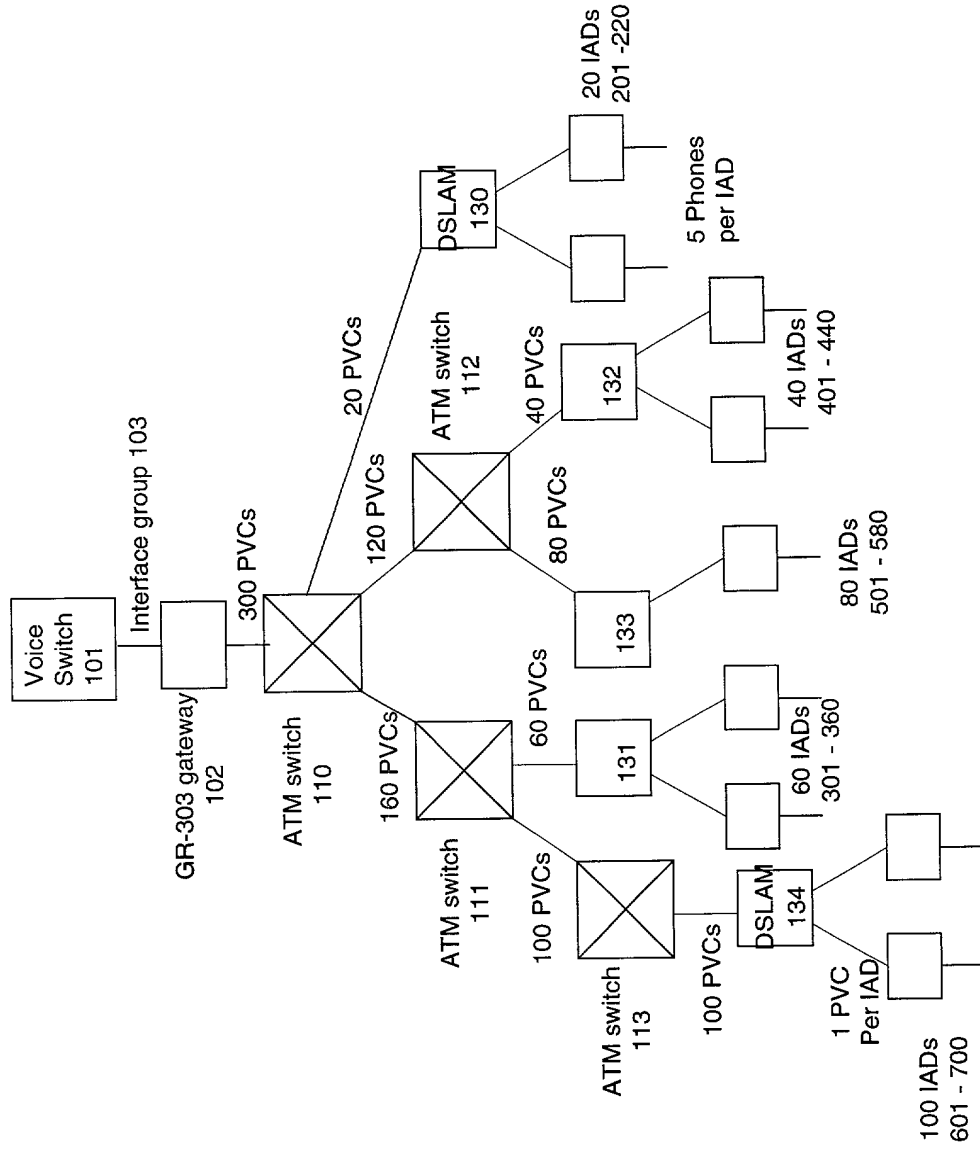 Voice
Switch
101
Interface group 103
GR-303 gateway
102
300 PVCs
ATM switch
110
20 PVCs
120 PVCs
160 PVCs
ATM switch
112
ATM switch
111
DSLAM
130
40 PVCs
80 PVCs
60 PVCs
100 PVCs
132
133
131
ATM switch
113
20 IADs
201 -220
5 Phones
per IAD
100 PVCs
DSLAM
134
40 IADs
401 - 440
80 IADs
501 - 580
60 IADs
301 - 360
1 PVC
Per IAD
100 IADs
601 - 700